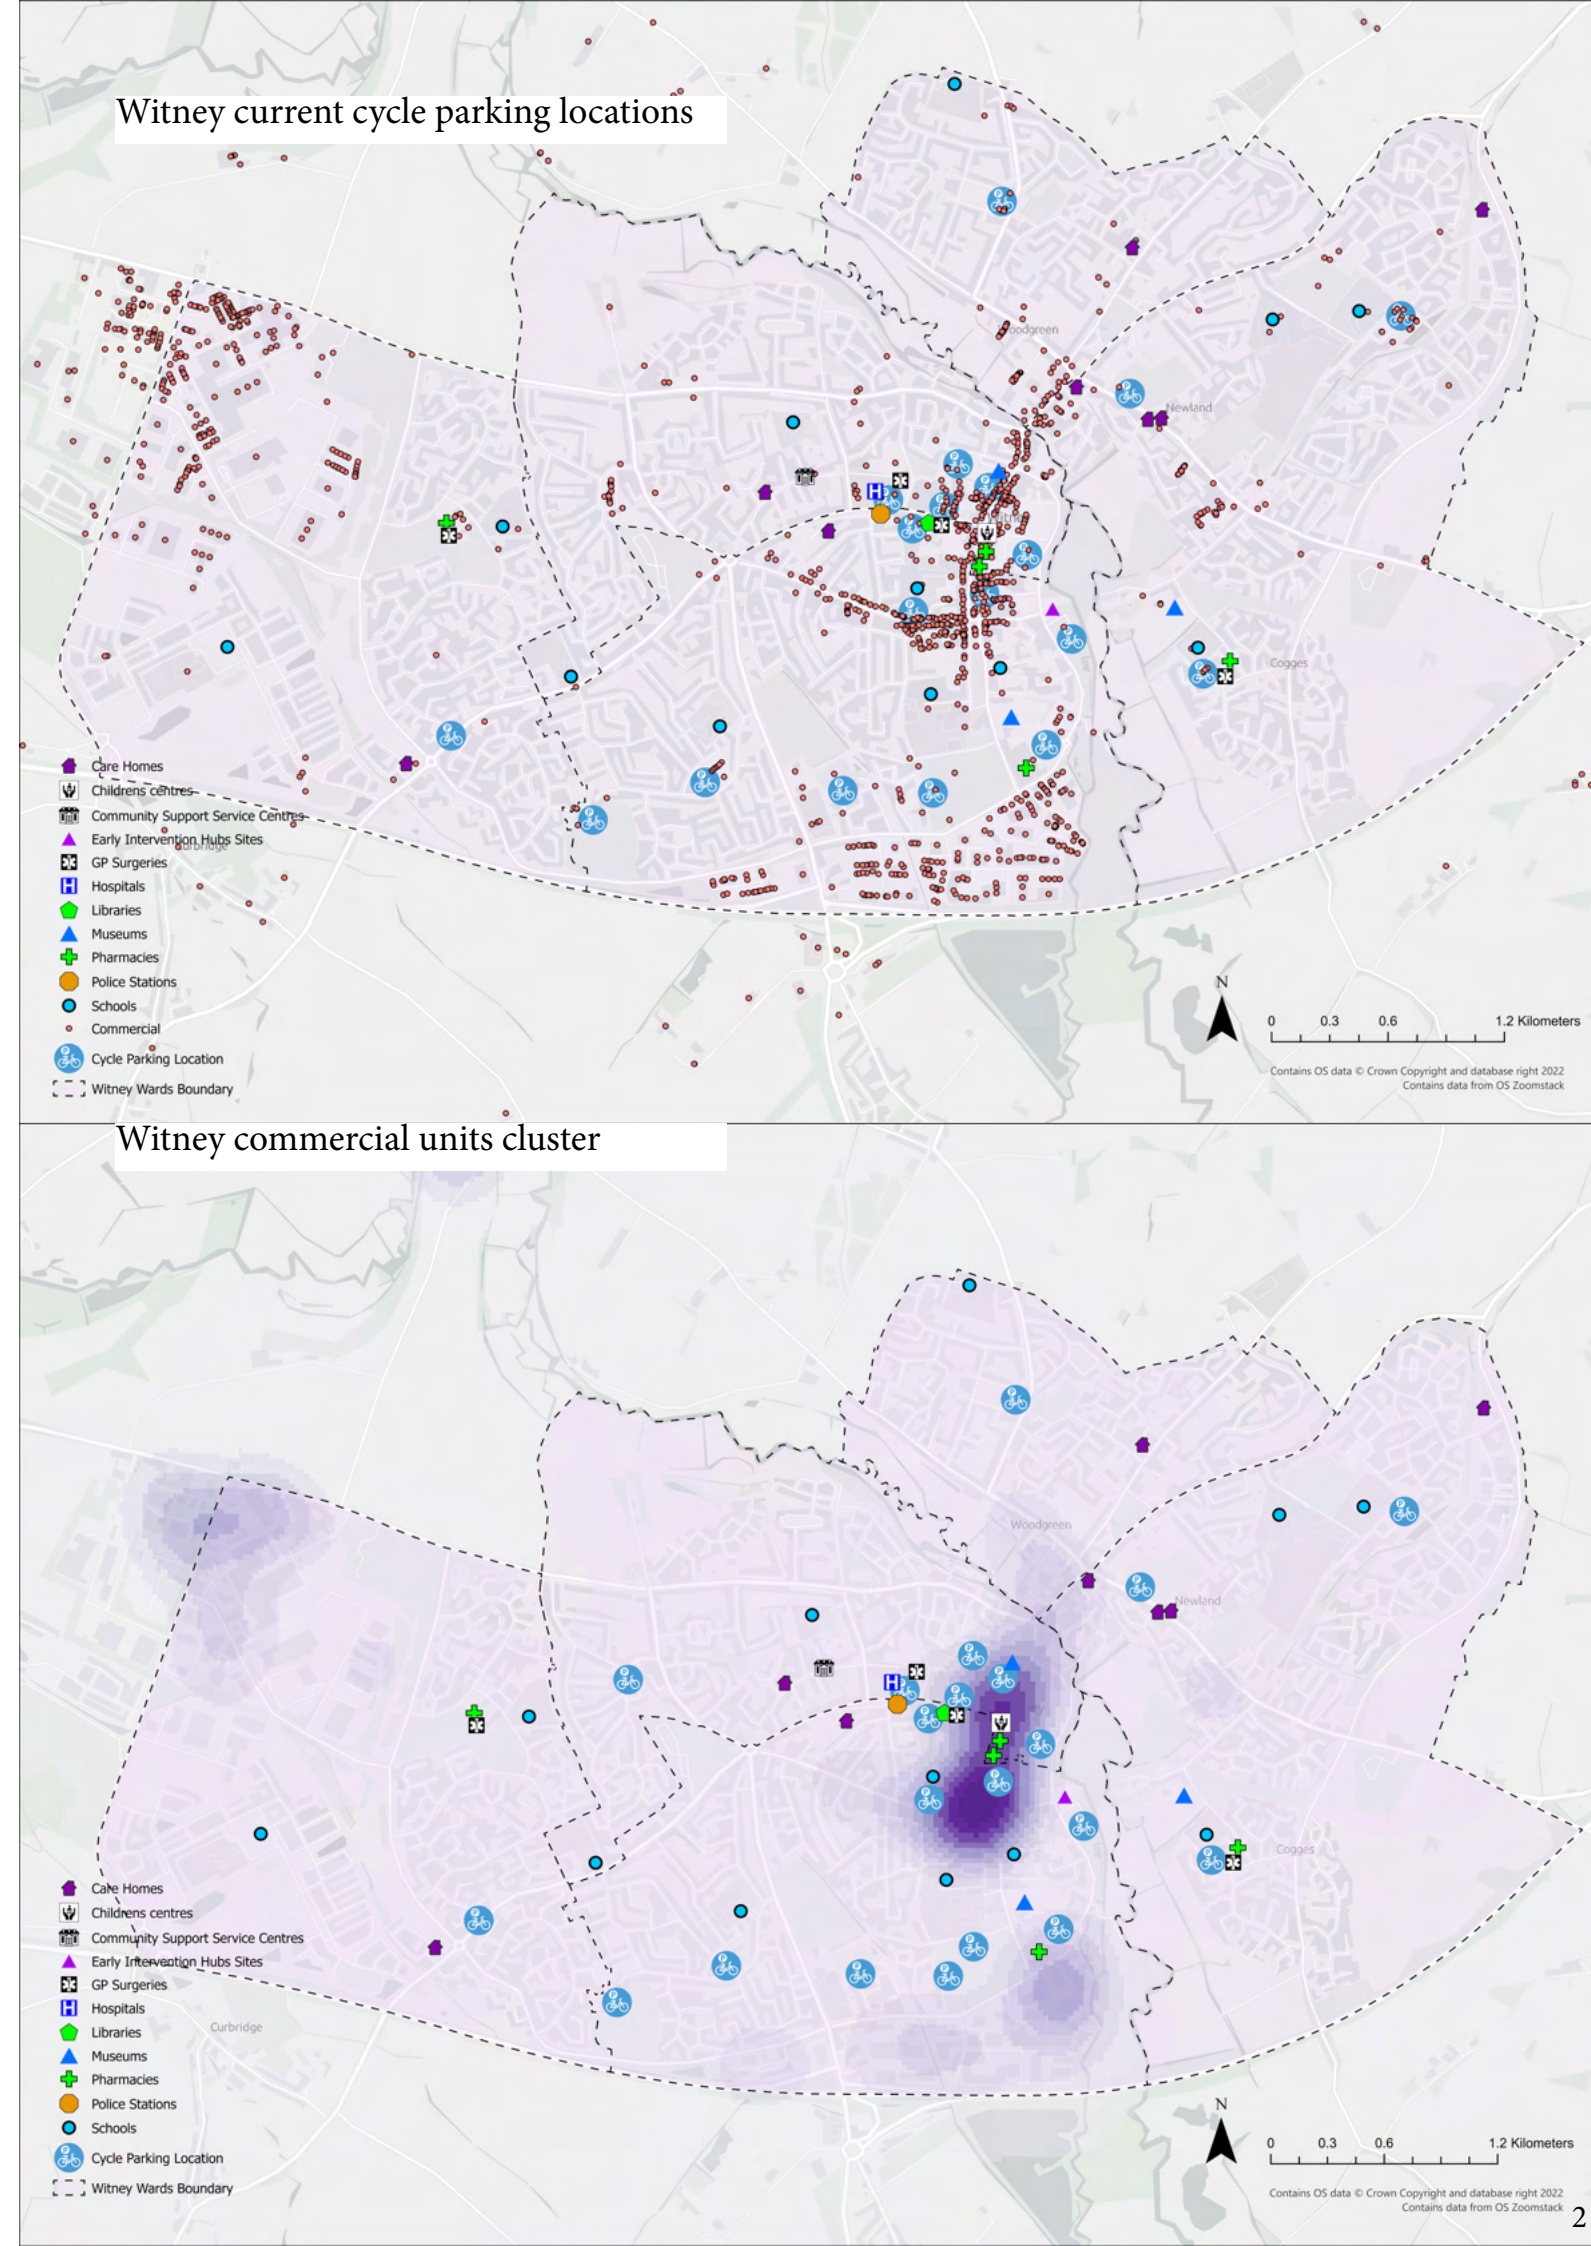 Witney current cycle parking locations
Woodgreen
Newland
Cogges
Care Homes
Childrens centres
Community Support Service Centres
Early Intervention Hubs Sites
GP Surgeries
Hospitals
Libraries
Museums
Pharmacies
Police Stations
Schools
Commercial
Cycle Parking Location
Witney Wards Boundary
N
0 0.3 0.6 1.2 Kilometers
Contains OS data © Crown Copyright and database right 2022
Contains data from OS Zoomstack
Witney commercial units cluster
Woodgreen
Newland
Cogges
Care Homes
Childrens centres
Community Support Service Centres
Early Intervention Hubs Sites
GP Surgeries
Hospitals
Curbridge
Libraries
Museums
Pharmacies
Police Stations
Schools
Cycle Parking Location
Witney Wards Boundary
N
0 0.3 0.6 1.2 Kilometers
Contains OS data © Crown Copyright and database right 2022
Contains data from OS Zoomstack
2